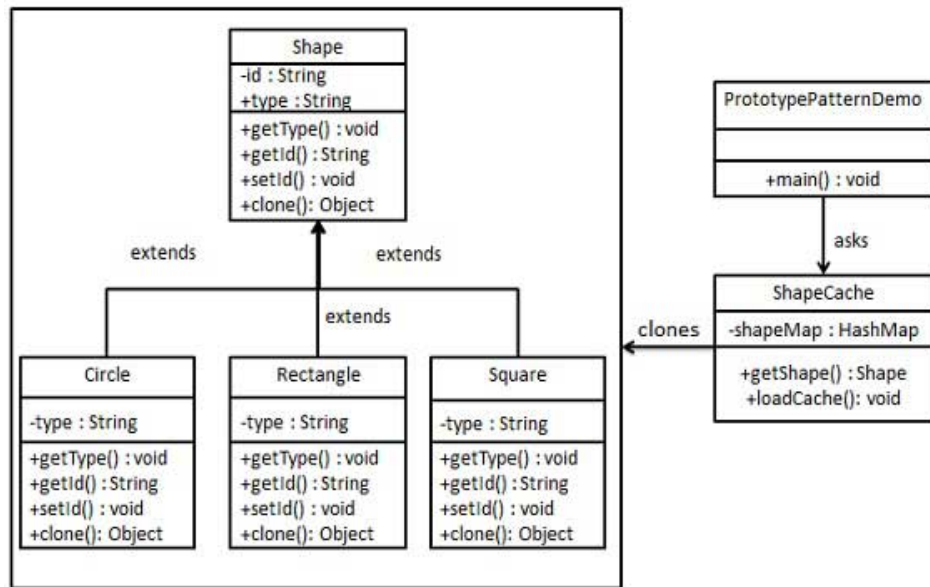 Shape
-id : String
+type : String
+getType() : void
+getId() : String
+setId() : void
+clone(): Object
extends
extends
extends
Circle
-type : String
+getType() : void
+getId() : String
+setId() : void
+clone(): Object
Rectangle
-type : String
+getType() : void
+getId() : String
+setId() : void
+clone(): Object
Square
-type : String
+getType() : void
+getId() : String
+setId() : void
+clone(): Object
PrototypePatternDemo
+main() : void
asks
ShapeCache
-shapeMap : HashMap
+getShape() : Shape
+loadCache(): void
clones